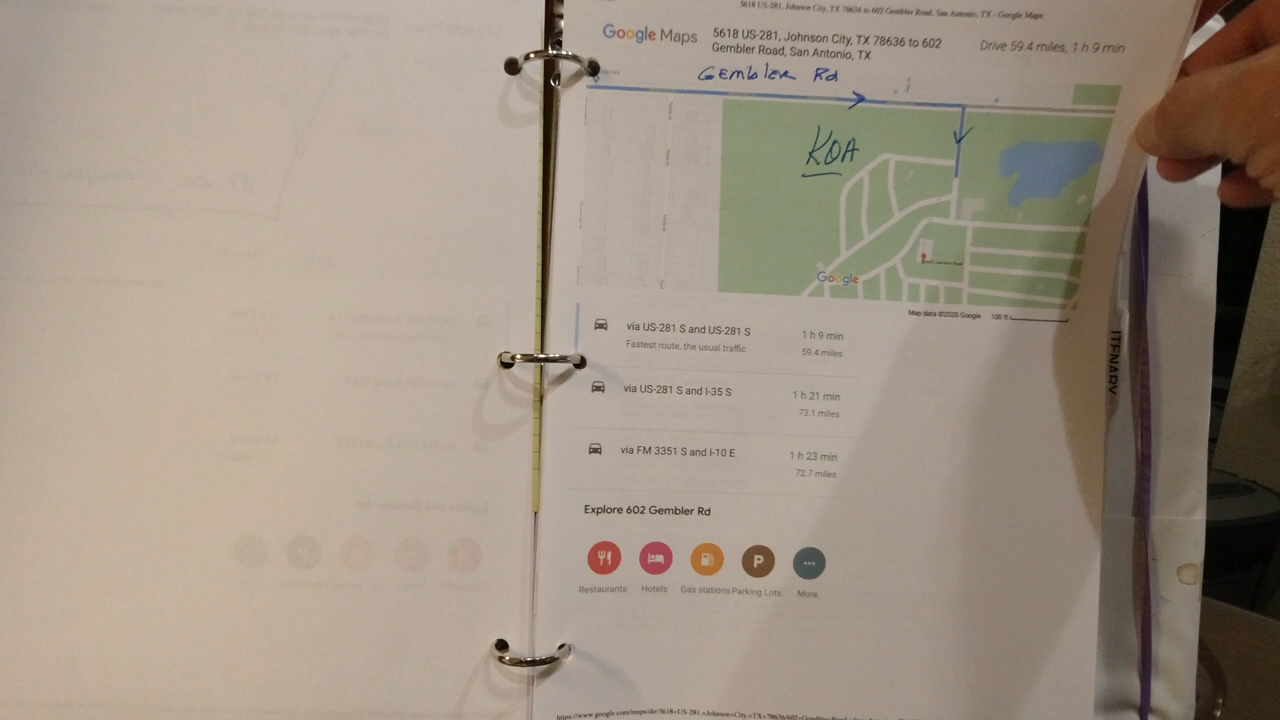 5618 US-281, Johnson City, TX 78636 to 602 Gembler Road, San Antonio, TX - Google Maps
Google Maps
5618 US-281, Johnson City, TX 78636 to 602
Gembler Road, San Antonio, TX
Drive 59.4 miles, 1 h 9 min
Gembler Rd
KOA
602 Gembler Road
Google
Map data ©2020 Google 100 ft
via US-281 S and US-281 S 1 h 9 min
Fastest route, the usual traffic 59.4 miles
via US-281 S and I-35 S 1 h 21 min
73.1 miles
via FM 3351 S and I-10 E 1 h 23 min
72.7 miles
Explore 602 Gembler Rd
P
Restaurants Hotels Gas stations Parking Lots More
ITENARY